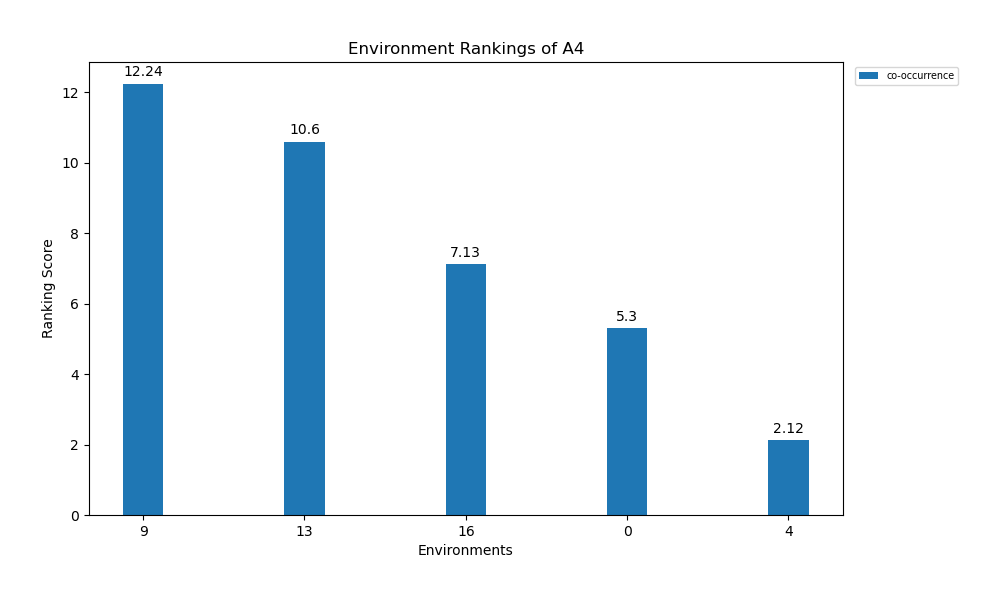 Environment Rankings of A4
co-occurrence
12.24
10.6
7.13
5.3
2.12
12
10
8
6
4
2
0
Ranking Score
9 13 16 0 4
Environments